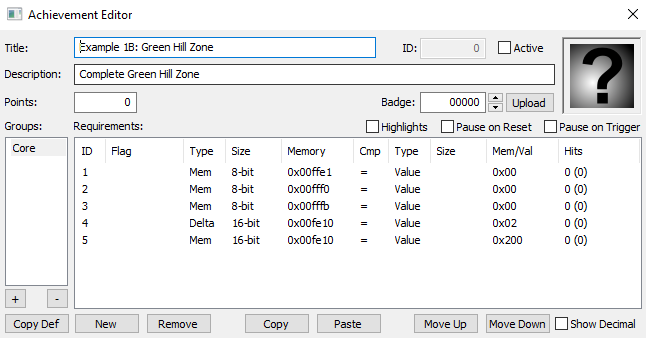 Achievement Editor
Title: Example 1B: Green Hill Zone ID: 0 Active
Description: Complete Green Hill Zone
Points: 0 Badge: 00000 Upload
Groups: Requirements: Highlights Pause on Reset Pause on Trigger
Core
ID Flag Type Size Memory Cmp Type Size Mem/Val Hits
1 Mem 8-bit 0x00ffe1 = Value 0x00 0 (0)
2 Mem 8-bit 0x00fff0 = Value 0x00 0 (0)
3 Mem 8-bit 0x00fffb = Value 0x00 0 (0)
4 Delta 16-bit 0x00fe10 = Value 0x02 0 (0)
5 Mem 16-bit 0x00fe10 = Value 0x200 0 (0)
+ -
Copy Def New Remove Copy Paste Move Up Move Down Show Decimal